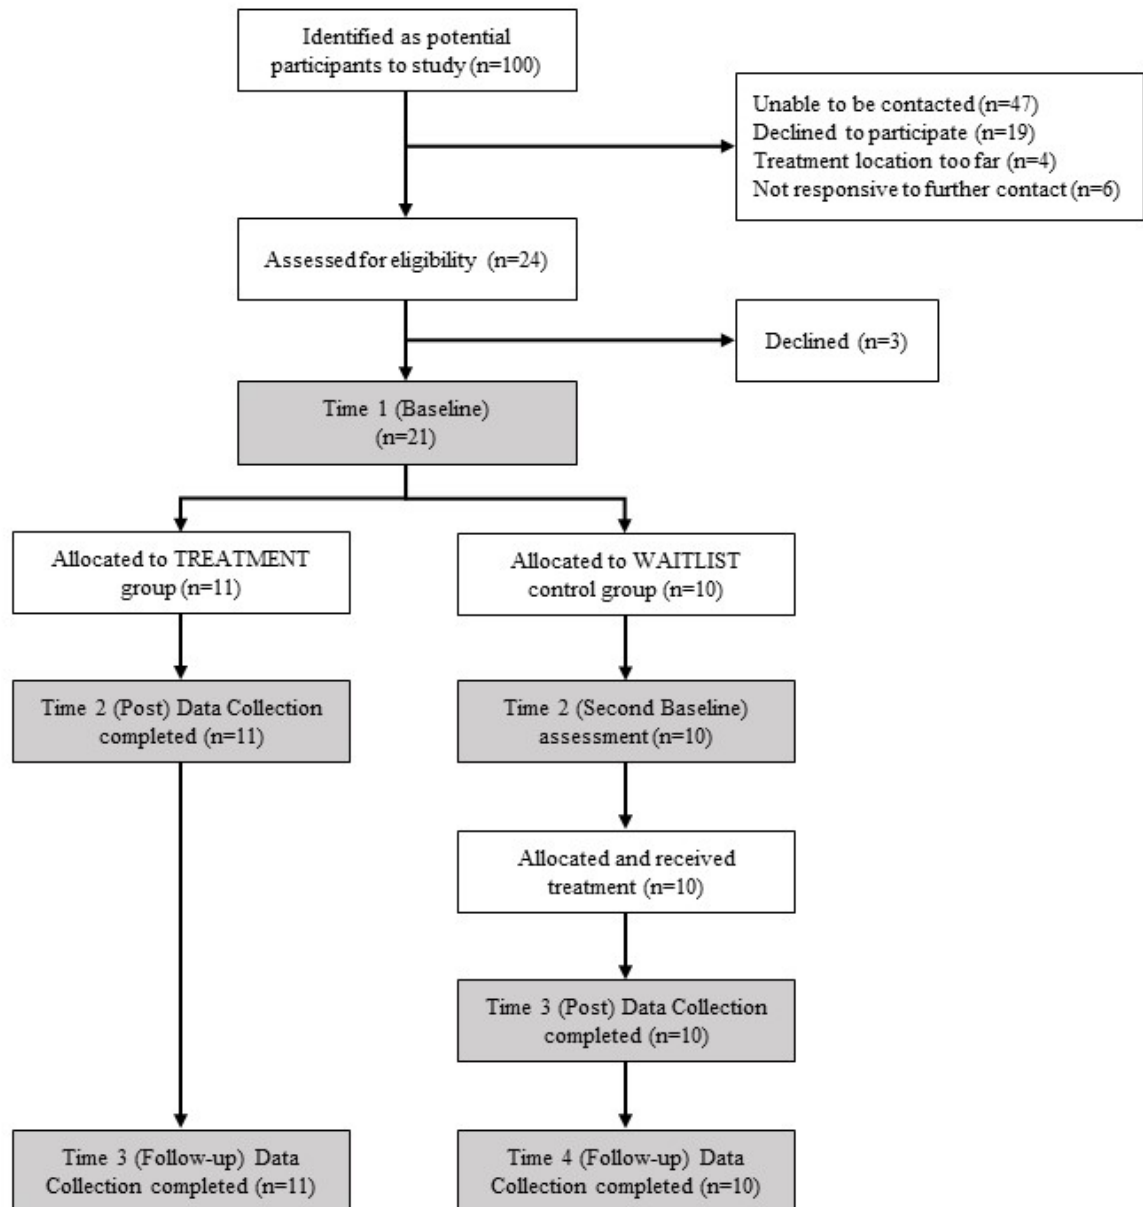 Identified as potential
participants to study (n=100)
Unable to be contacted (n=47)
Declined to participate (n=19)
Treatment location too far (n=4)
Not responsive to further contact (n=6)
Assessed for eligibility (n=24)
Declined (n=3)
Time 1 (Baseline)
(n=21)
Allocated to TREATMENT
group (n=11)
Allocated to WAITLIST
control group (n=10)
Time 2 (Post) Data Collection
completed (n=11)
Time 2 (Second Baseline)
assessment (n=10)
Allocated and received
treatment (n=10)
Time 3 (Post) Data Collection
completed (n=10)
Time 3 (Follow-up) Data
Collection completed (n=11)
Time 4 (Follow-up) Data
Collection completed (n=10)